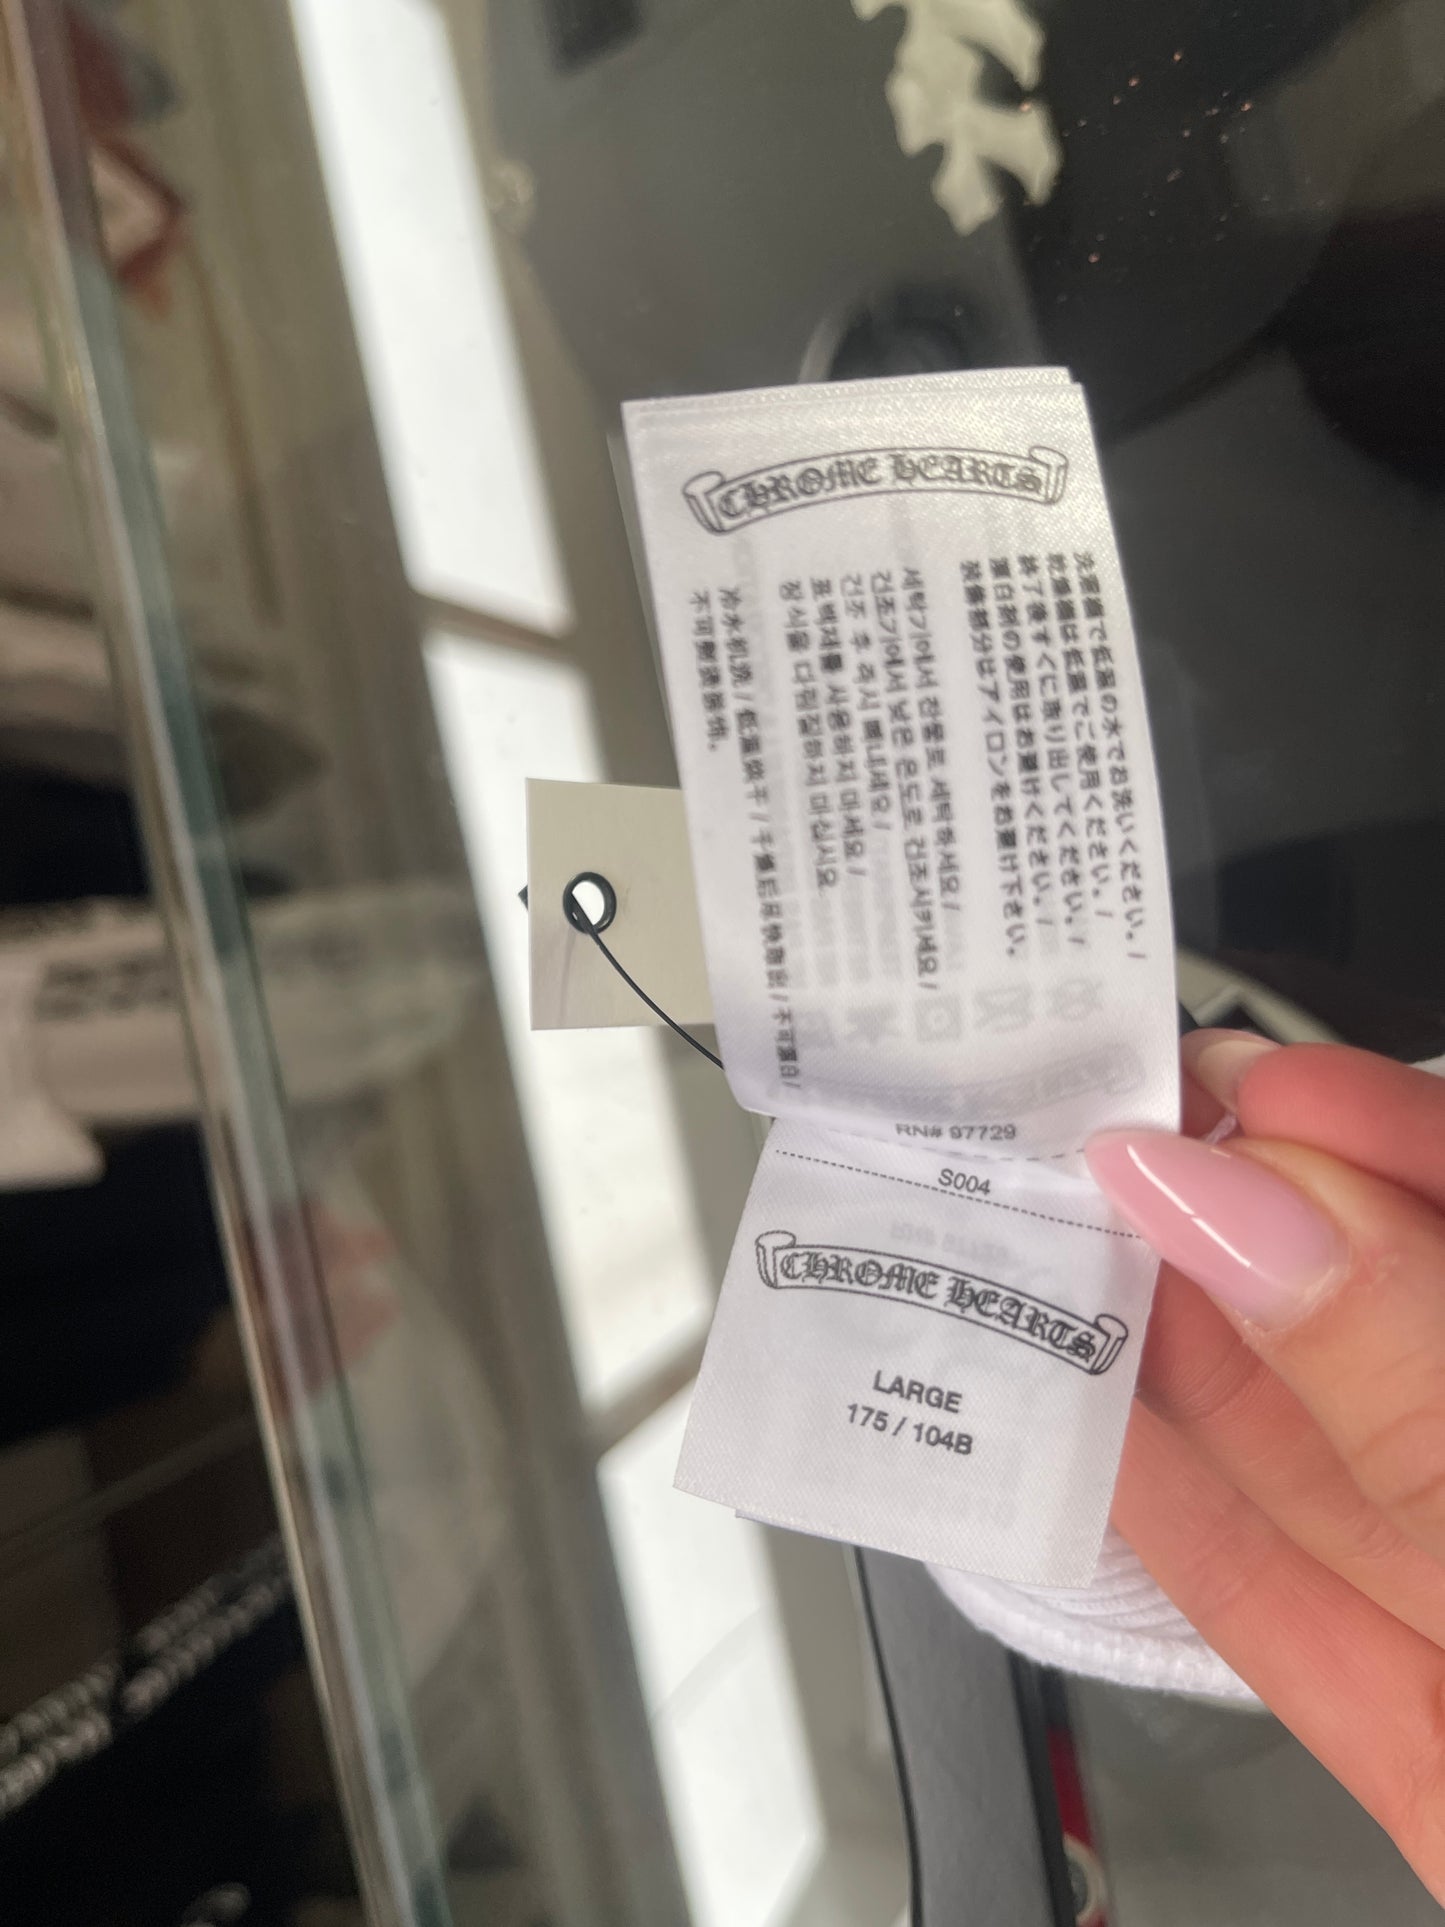 CHROME HEARTS
洗濯機で低温の水でお洗いください。/
乾燥機は低温でご使用ください。/
終了後すぐに取り出してください。/
漂白剤の使用はお避けください。/
装飾部分はアイロンをお避け下さい。
세탁기에서 찬물로 세탁하세요/
건조기에서 낮은 온도로 건조시키세요/
건조 후 즉시 빼내세요/
표백제를 사용하지 마세요/
장식을 다림질하지 마십시오
冷水机洗/低温烘干/干燥后尽快取出/不可漂白/
不可熨烫装饰。
RN# 97729
S004
CHROME HEARTS
LARGE
175 / 104B